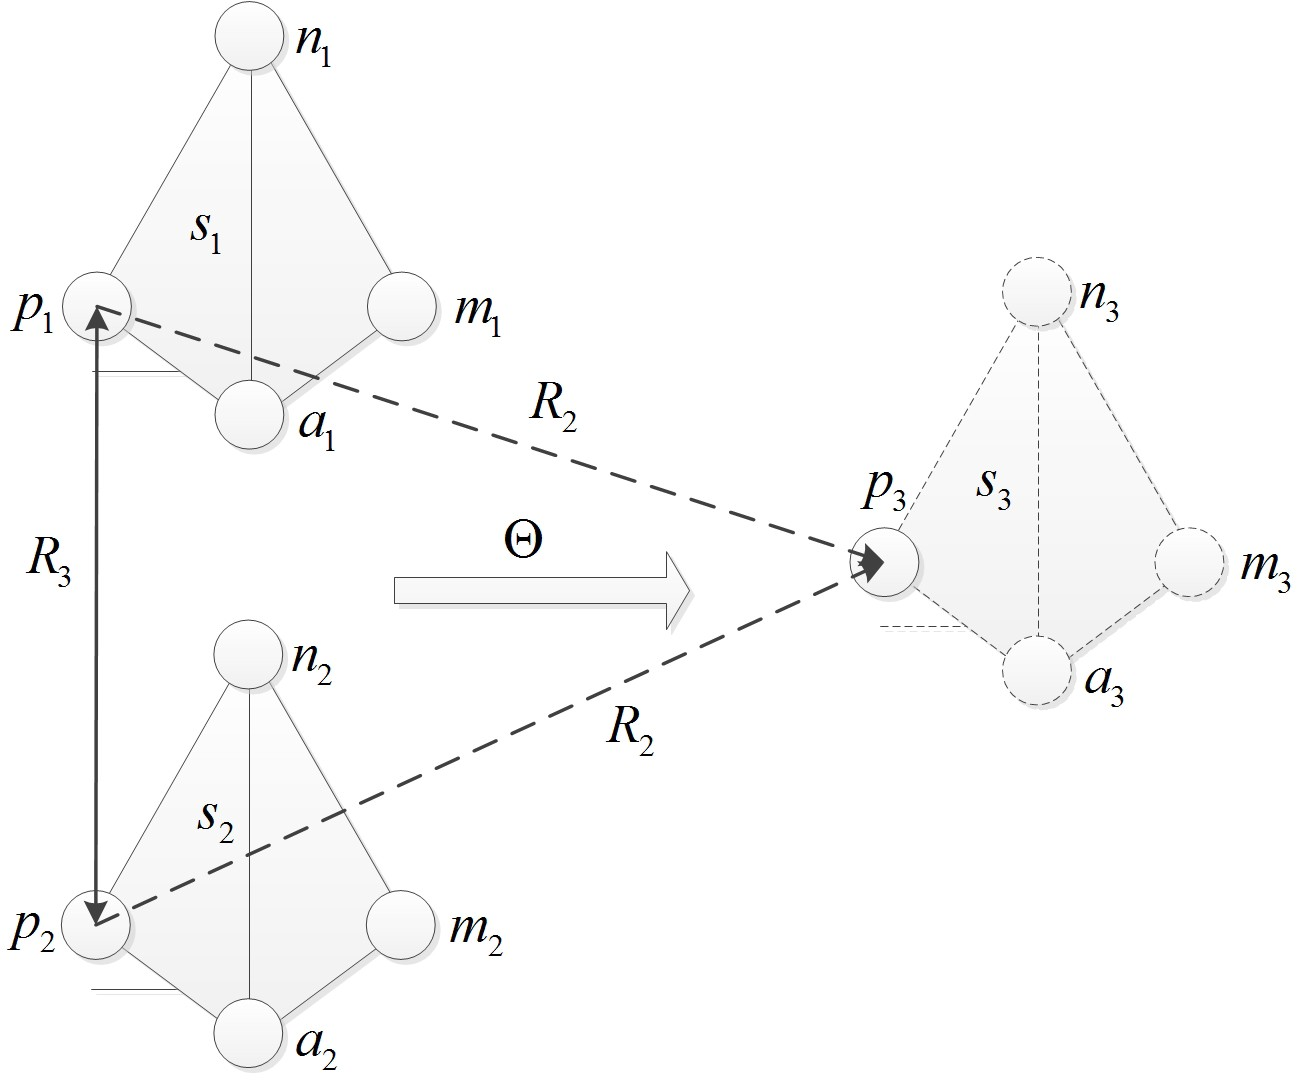 n₁
s₁
p₁
m₁
a₁
n₃
R₂
p₃
s₃
Θ
R₃
m₃
n₂
a₃
R₂
s₂
p₂
m₂
a₂